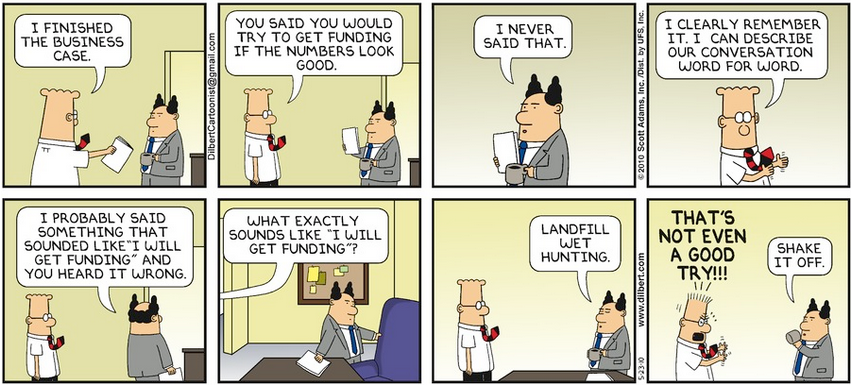 I FINISHED
THE BUSINESS
CASE.
DilbertCartoonist@gmail.com
YOU SAID YOU WOULD
TRY TO GET FUNDING
IF THE NUMBERS LOOK
GOOD.
I NEVER
SAID THAT.
© 2010 Scott Adams, Inc. /Dist. by UFS, Inc.
I CLEARLY REMEMBER
IT. I CAN DESCRIBE
OUR CONVERSATION
WORD FOR WORD.
I PROBABLY SAID
SOMETHING THAT
SOUNDED LIKE "I WILL
GET FUNDING" AND
YOU HEARD IT WRONG.
WHAT EXACTLY
SOUNDS LIKE "I WILL
GET FUNDING"?
LANDFILL
WET
HUNTING.
www.dilbert.com
5-23-10
THAT'S
NOT EVEN
A GOOD
TRY!!!
SHAKE
IT OFF.